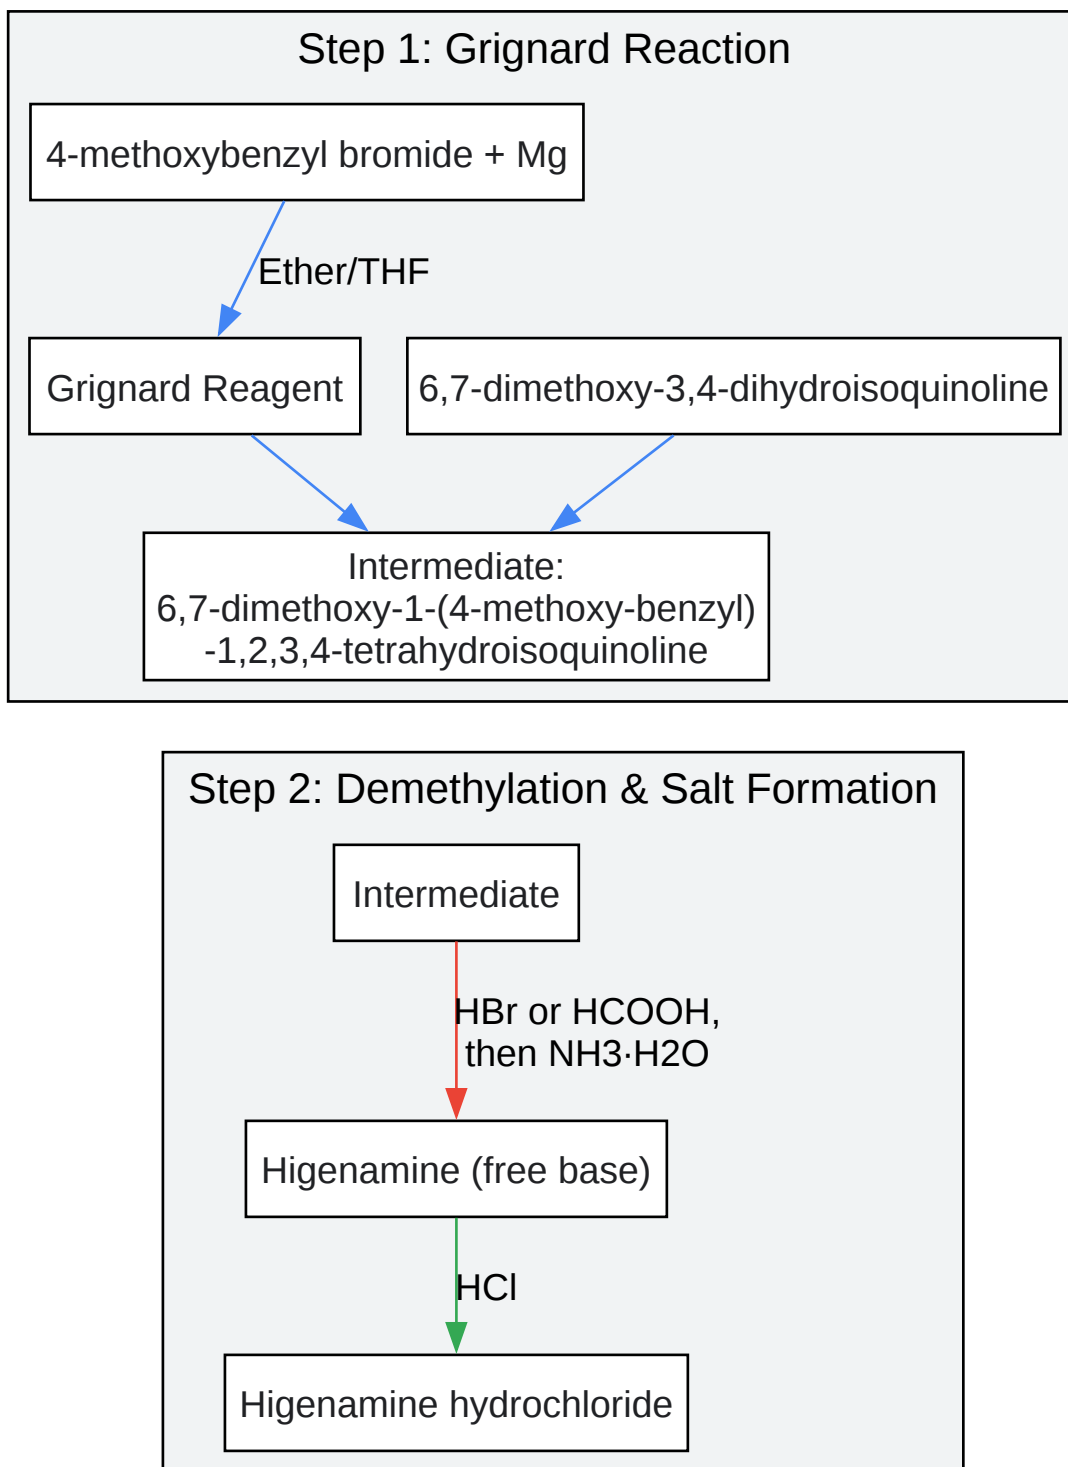 Step 1: Grignard Reaction
4-methoxybenzyl bromide + Mg
Ether/THF
Grignard Reagent
6,7-dimethoxy-3,4-dihydroisoquinoline
Intermediate:
6,7-dimethoxy-1-(4-methoxy-benzyl)
-1,2,3,4-tetrahydroisoquinoline
Step 2: Demethylation & Salt Formation
Intermediate
HBr or HCOOH,
then NH3·H2O
Higenamine (free base)
HCl
Higenamine hydrochloride